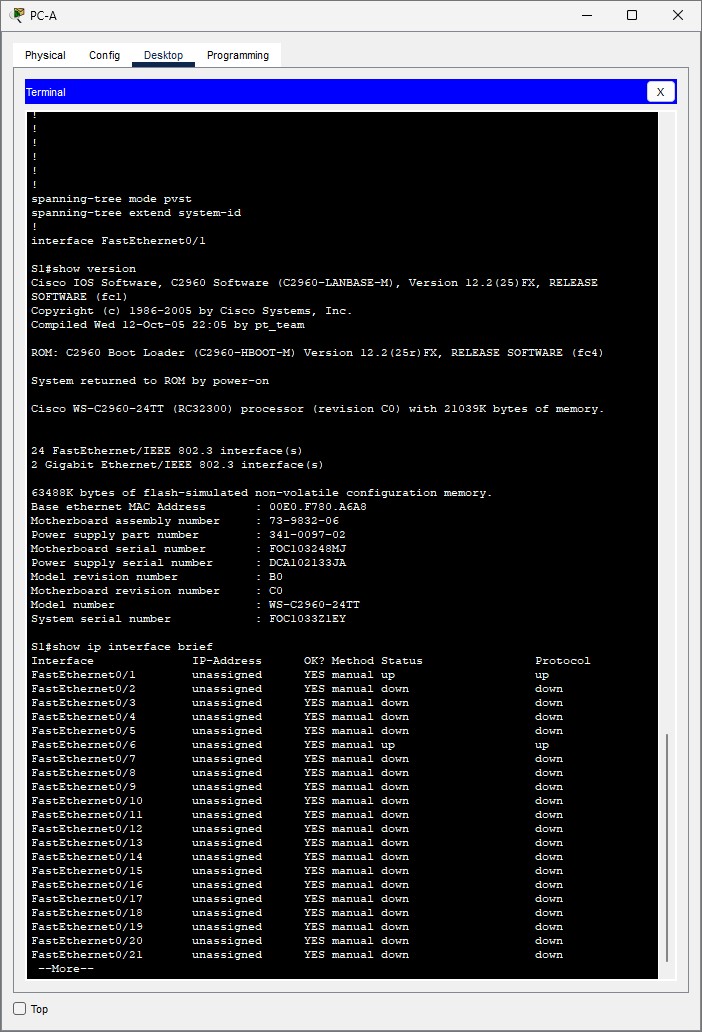 PC-A
Physical Config Desktop Programming
Terminal X
!
!
!
!
!
!
spanning-tree mode pvst
spanning-tree extend system-id
!
interface FastEthernet0/1
S1#show version
Cisco IOS Software, C2960 Software (C2960-LANBASE-M), Version 12.2(25)FX, RELEASE
SOFTWARE (fc1)
Copyright (c) 1986-2005 by Cisco Systems, Inc.
Compiled Wed 12-Oct-05 22:05 by pt_team
ROM: C2960 Boot Loader (C2960-HBOOT-M) Version 12.2(25r)FX, RELEASE SOFTWARE (fc4)
System returned to ROM by power-on
Cisco WS-C2960-24TT (RC32300) processor (revision C0) with 21039K bytes of memory.
24 FastEthernet/IEEE 802.3 interface(s)
2 Gigabit Ethernet/IEEE 802.3 interface(s)
63488K bytes of flash-simulated non-volatile configuration memory.
Base ethernet MAC Address : 00E0.F780.A6A8
Motherboard assembly number : 73-9832-06
Power supply part number : 341-0097-02
Motherboard serial number : FOC103248MJ
Power supply serial number : DCA102133JA
Model revision number : B0
Motherboard revision number : C0
Model number : WS-C2960-24TT
System serial number : FOC1033Z1EY
S1#show ip interface brief
Interface IP-Address OK? Method Status Protocol
FastEthernet0/1 unassigned YES manual up up
FastEthernet0/2 unassigned YES manual down down
FastEthernet0/3 unassigned YES manual down down
FastEthernet0/4 unassigned YES manual down down
FastEthernet0/5 unassigned YES manual down down
FastEthernet0/6 unassigned YES manual up up
FastEthernet0/7 unassigned YES manual down down
FastEthernet0/8 unassigned YES manual down down
FastEthernet0/9 unassigned YES manual down down
FastEthernet0/10 unassigned YES manual down down
FastEthernet0/11 unassigned YES manual down down
FastEthernet0/12 unassigned YES manual down down
FastEthernet0/13 unassigned YES manual down down
FastEthernet0/14 unassigned YES manual down down
FastEthernet0/15 unassigned YES manual down down
FastEthernet0/16 unassigned YES manual down down
FastEthernet0/17 unassigned YES manual down down
FastEthernet0/18 unassigned YES manual down down
FastEthernet0/19 unassigned YES manual down down
FastEthernet0/20 unassigned YES manual down down
FastEthernet0/21 unassigned YES manual down down
--More--
Top